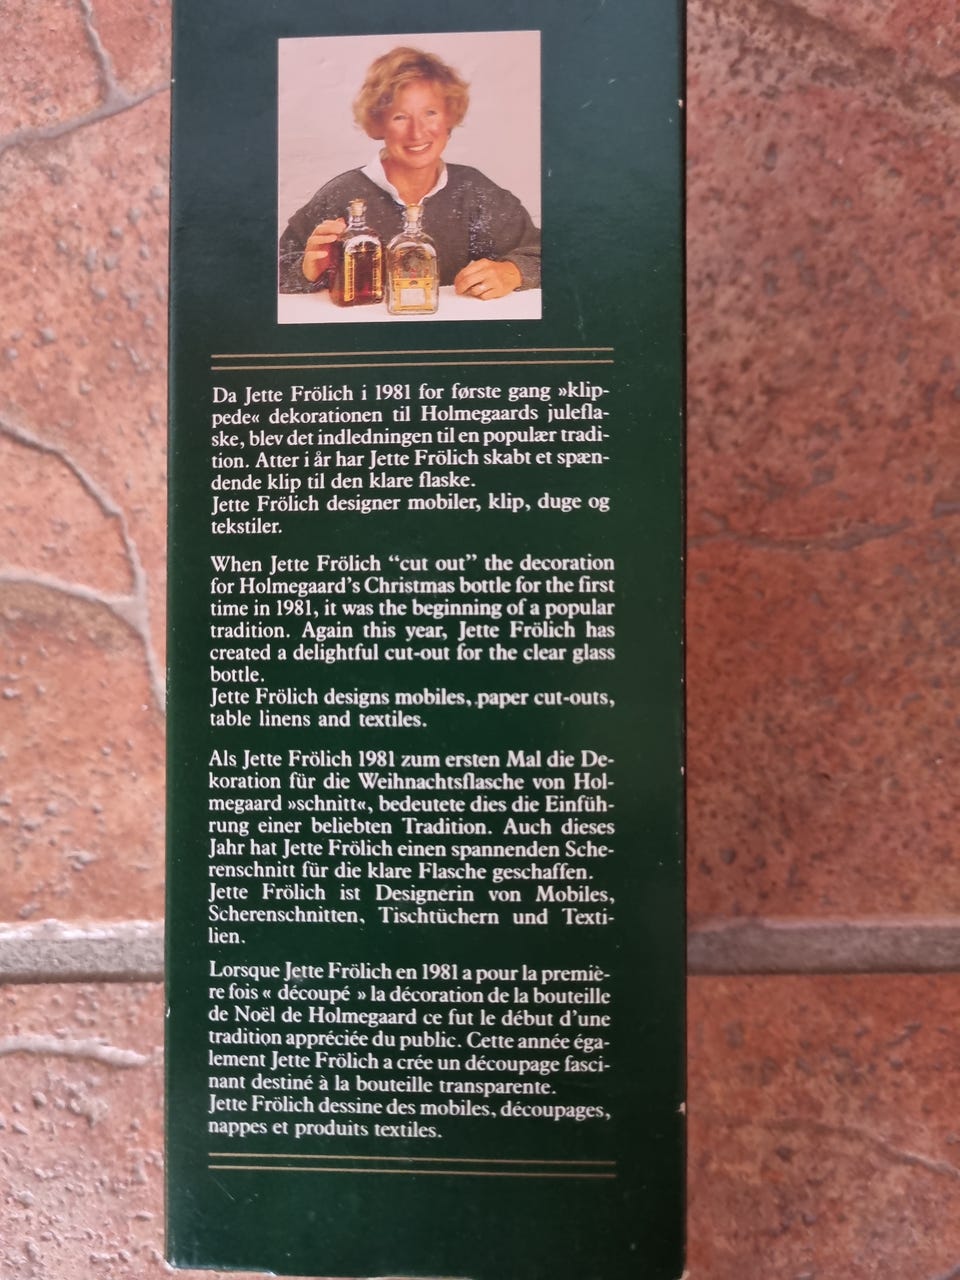 Da Jette Frölich i 1981 for første gang »klip-
pede« dekorationen til Holmegaards julefla-
ske, blev det indledningen til en populær tradi-
tion. Atter i år har Jette Frölich skabt et spæn-
dende klip til den klare flaske.
Jette Frölich designer mobiler, klip, duge og
tekstiler.
When Jette Frölich “cut out” the decoration
for Holmegaard’s Christmas bottle for the first
time in 1981, it was the beginning of a popular
tradition. Again this year, Jette Frölich has
created a delightful cut-out for the clear glass
bottle.
Jette Frölich designs mobiles, paper cut-outs,
table linens and textiles.
Als Jette Frölich 1981 zum ersten Mal die De-
koration für die Weihnachtsflasche von Hol-
megaard »schnitt«, bedeutete dies die Einfüh-
rung einer beliebten Tradition. Auch dieses
Jahr hat Jette Frölich einen spannenden Sche-
renschnitt für die klare Flasche geschaffen.
Jette Frölich ist Designerin von Mobiles,
Scherenschnitten, Tischtüchern und Texti-
lien.
Lorsque Jette Frölich en 1981 a pour la premiè-
re fois « découpé » la décoration de la bouteille
de Noël de Holmegaard ce fut le début d’une
tradition appréciée du public. Cette année éga-
lement Jette Frölich a crée un découpage fasci-
nant destiné à la bouteille transparente.
Jette Frölich dessine des mobiles, découpages,
nappes et produits textiles.